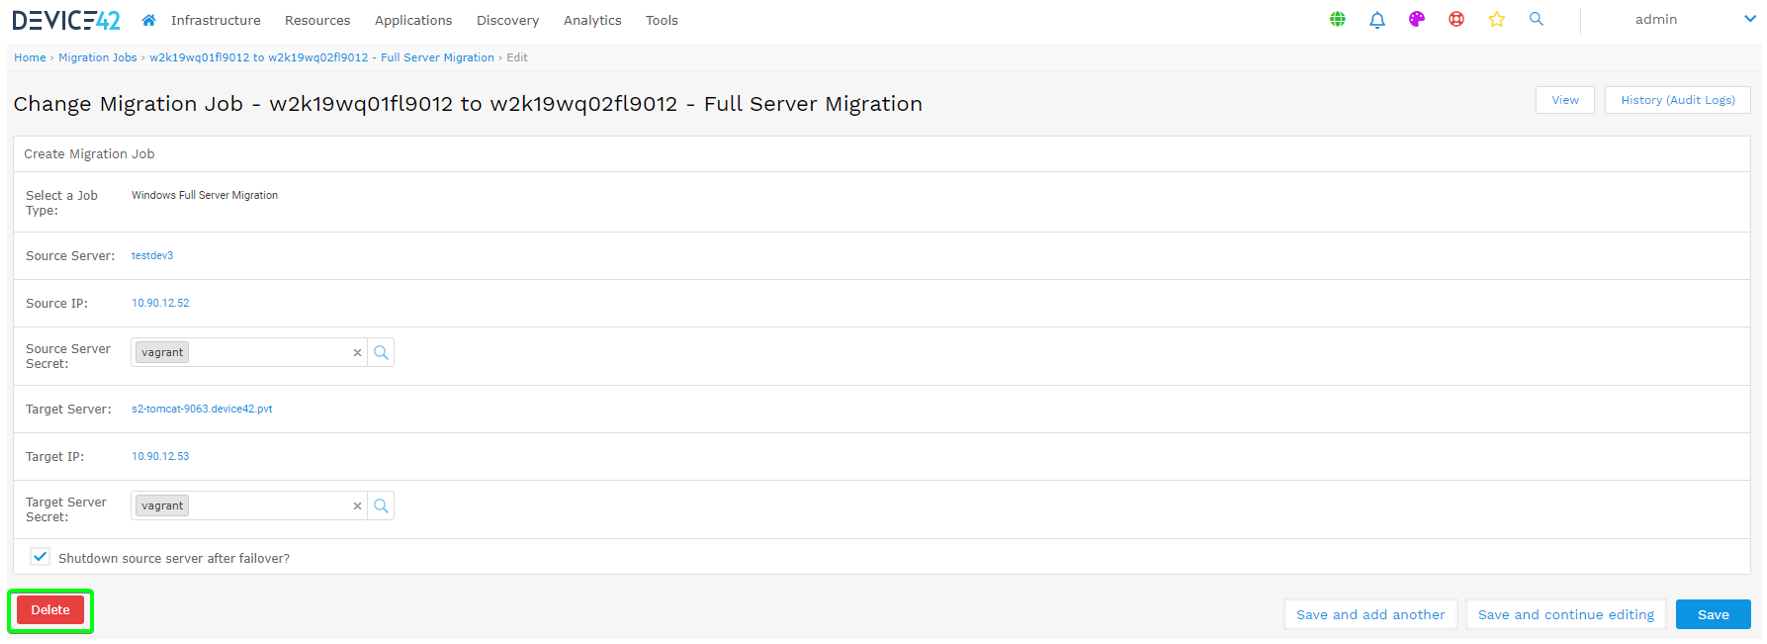 DEVICE42 Infrastructure Resources Applications Discovery Analytics Tools admin
Home › Migration Jobs › w2k19wq01fl9012 to w2k19wq02fl9012 - Full Server Migration › Edit
Change Migration Job - w2k19wq01fl9012 to w2k19wq02fl9012 - Full Server Migration
View History (Audit Logs)
Create Migration Job
Select a Job
Type:
Windows Full Server Migration
Source Server: testdev3
Source IP: 10.90.12.52
Source Server
Secret:
vagrant ×
Target Server: s2-tomcat-9063.device42.pvt
Target IP: 10.90.12.53
Target Server
Secret:
vagrant ×
Shutdown source server after failover?
Delete
Save and add another Save and continue editing Save